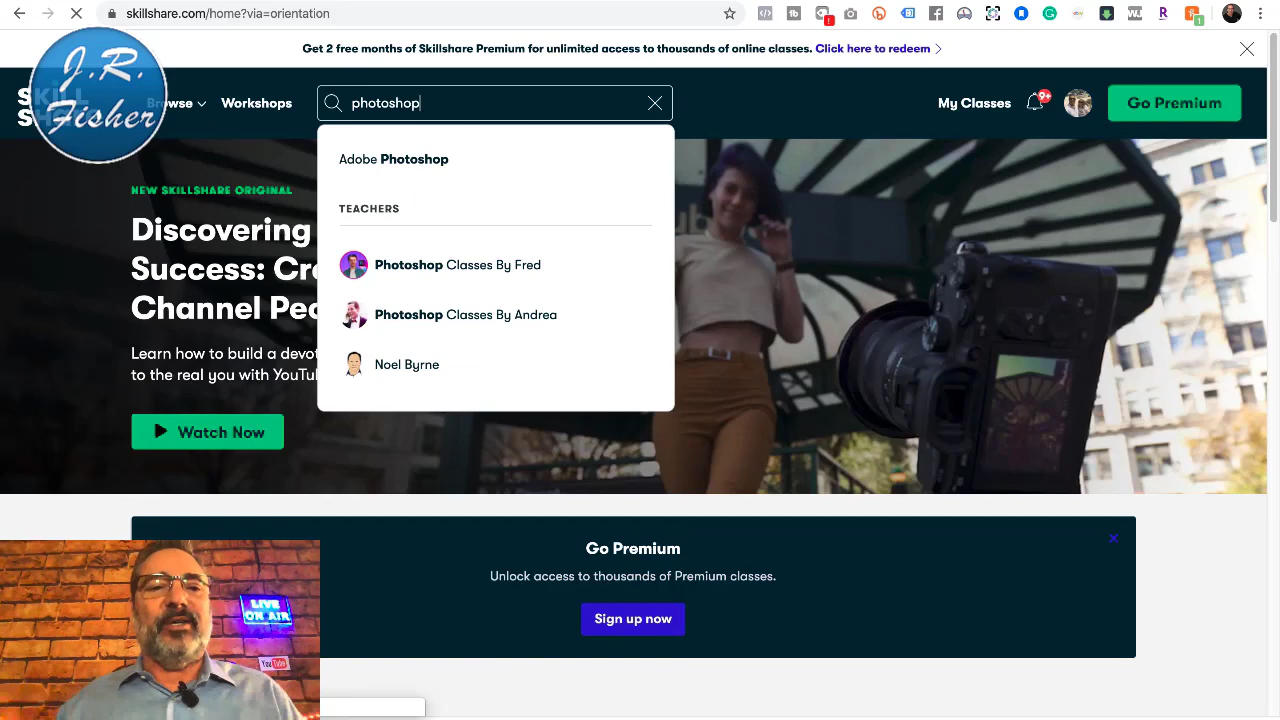 skillshare.com/home?via=orientation
Get 2 free months of Skillshare Premium for unlimited access to thousands of online classes. Click here to redeem
J.R.
Fisher
Browse
Workshops
photoshop
My Classes
9+
Go Premium
Adobe Photoshop
TEACHERS
Photoshop Classes By Fred
Photoshop Classes By Andrea
Noel Byrne
NEW SKILLSHARE ORIGINAL
Discovering
Success:
Channel
Learn how to build a
to the real you with YouTube
Watch Now
Go Premium
Unlock access to thousands of Premium classes.
Sign up now
LIVE
ON AIR
YouTube